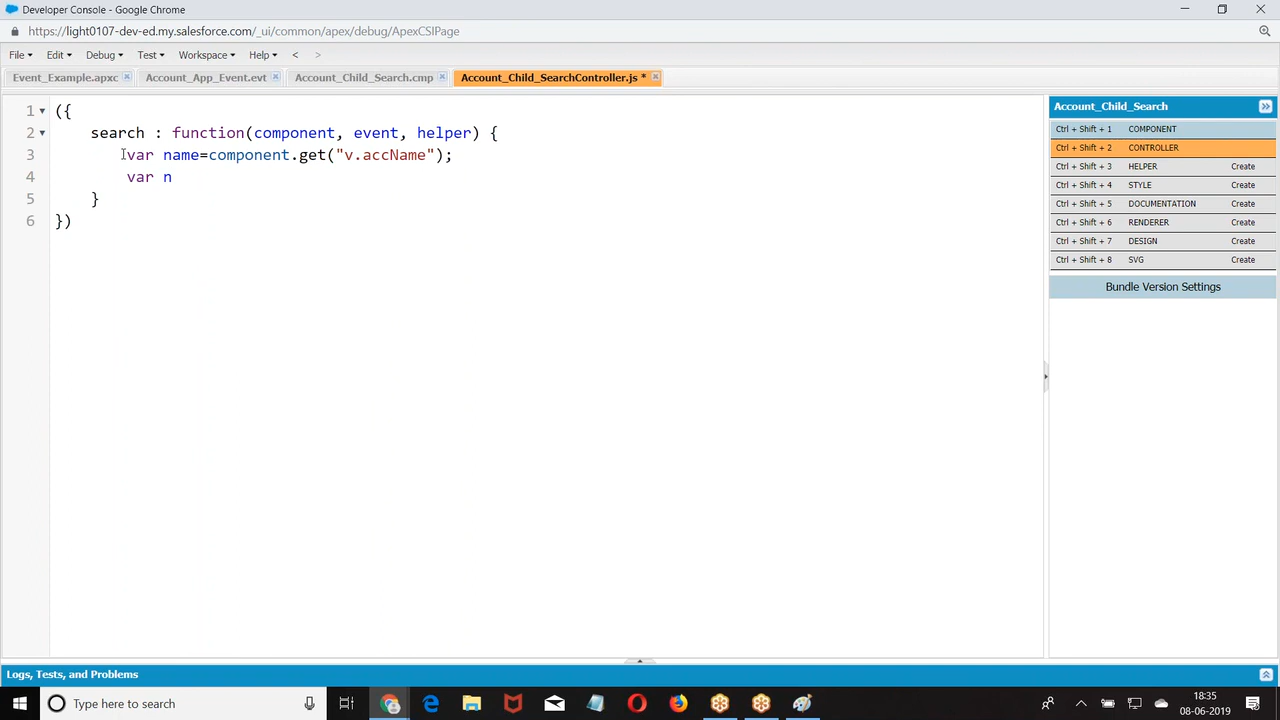 Developer Console - Google Chrome
https://light0107-dev-ed.my.salesforce.com/_ui/common/apex/debug/ApexCSIPage
File Edit Debug Test Workspace Help < >
Event_Example.apxc Account_App_Event.evt Account_Child_Search.cmp Account_Child_SearchController.js *
1 ({
2 search : function(component, event, helper) {
3 var name=component.get("v.accName");
4 var n
5 }
6 })
Account_Child_Search
Ctrl + Shift + 1 COMPONENT
Ctrl + Shift + 2 CONTROLLER
Ctrl + Shift + 3 HELPER Create
Ctrl + Shift + 4 STYLE Create
Ctrl + Shift + 5 DOCUMENTATION Create
Ctrl + Shift + 6 RENDERER Create
Ctrl + Shift + 7 DESIGN Create
Ctrl + Shift + 8 SVG Create
Bundle Version Settings
Logs, Tests, and Problems
Type here to search
18:35
08-06-2019